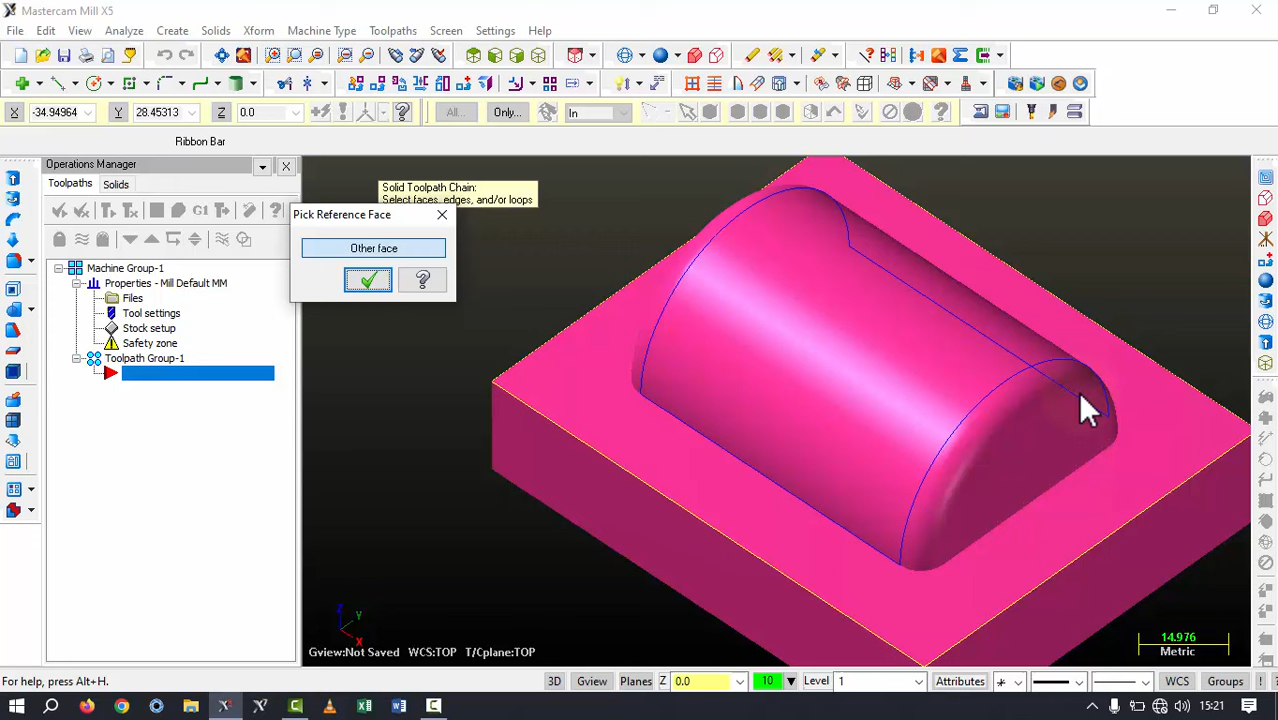 Mastercam Mill X5
File Edit View Analyze Create Solids Xform Machine Type Toolpaths Screen Settings Help
X -34.94964 Y 28.45313 Z 0.0 All... Only... In
Ribbon Bar
Operations Manager
Toolpaths Solids
G1
Machine Group-1
Properties - Mill Default MM
Files
Tool settings
Stock setup
Safety zone
Toolpath Group-1
Solid Toolpath Chain:
Select faces, edges, and/or loops
Pick Reference Face
Other face
Z Y
X
Gview:Not Saved WCS:TOP T/Cplane:TOP
14.976
Metric
For help, press Alt+H.
3D Gview Planes Z 0.0 10 Level 1 Attributes WCS Groups ! ?
15:21